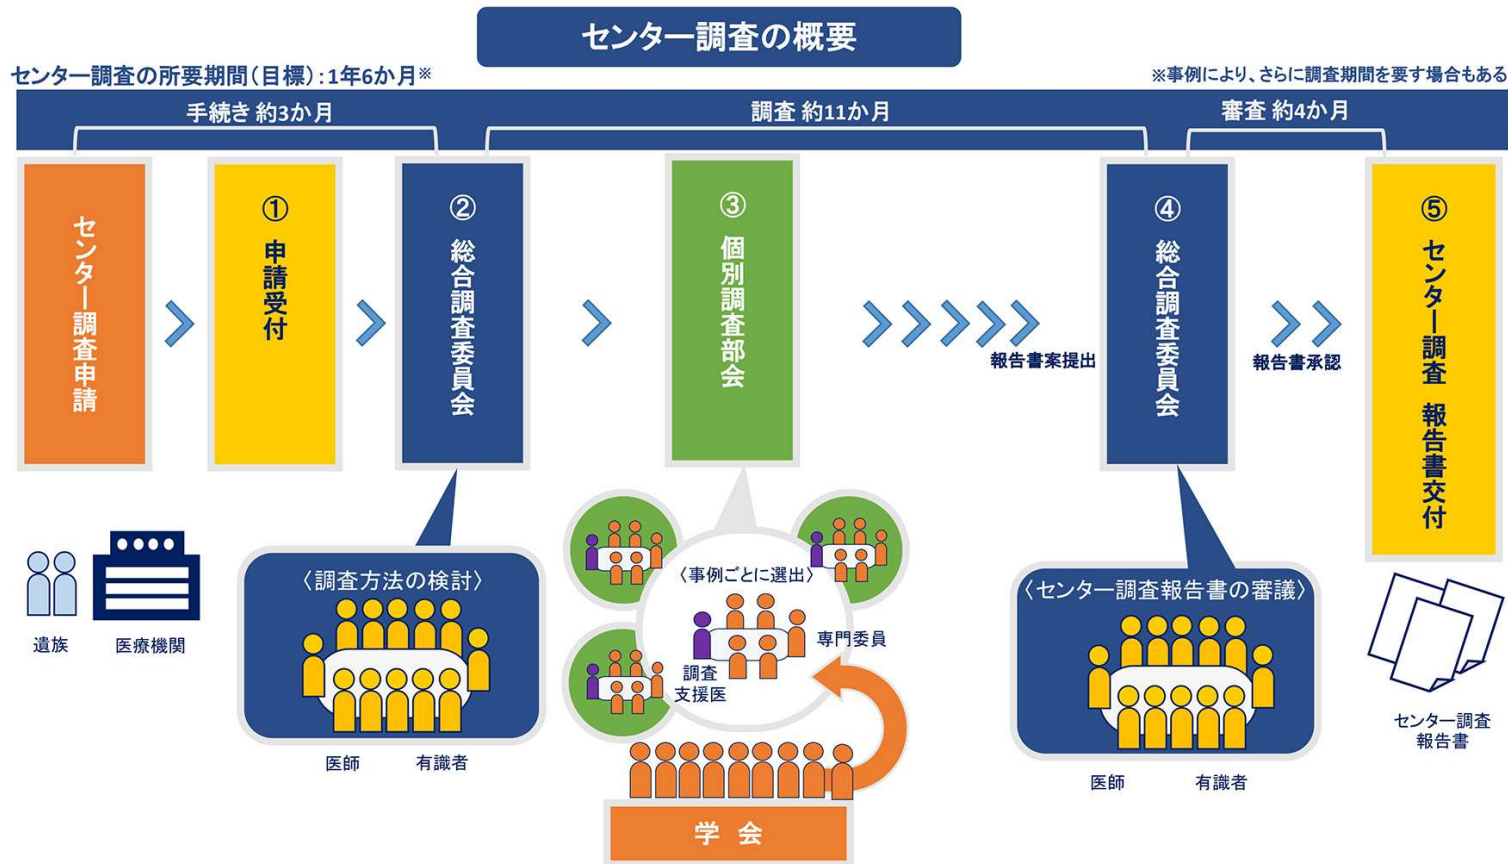 センター調査の概要
センター調査の所要期間(目標):1年6か月※
※事例により、さらに調査期間を要す場合もある
手続き 約3か月
調査 約11か月
審査 約4か月
センター調査申請
① 申請受付
② 総合調査委員会
③ 個別調査部会
④ 総合調査委員会
⑤ センター調査 報告書交付
報告書案提出
報告書承認
遺族
医療機関
〈調査方法の検討〉
医師
有識者
〈事例ごとに選出〉
専門委員
調査
支援医
学会
〈センター調査報告書の審議〉
医師
有識者
センター調査
報告書